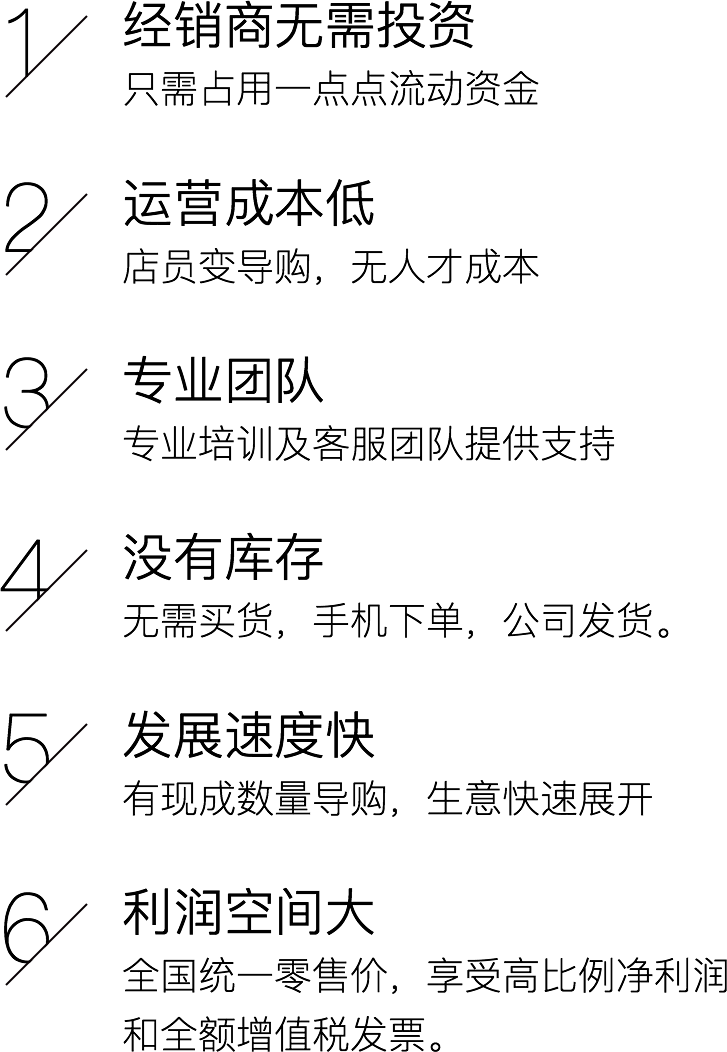 1/ 经销商无需投资
只需占用一点点流动资金
2/ 运营成本低
店员变导购，无人才成本
3/ 专业团队
专业培训及客服团队提供支持
4/ 没有库存
无需买货，手机下单，公司发货。
5/ 发展速度快
有现成数量导购，生意快速展开
6/ 利润空间大
全国统一零售价，享受高比例净利润
和全额增值税发票。